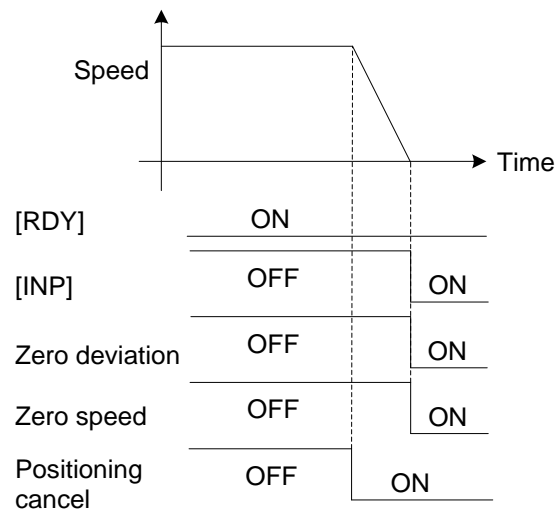 Speed
Time
[RDY] ON
[INP] OFF ON
Zero deviation OFF ON
Zero speed OFF ON
Positioning
cancel OFF ON